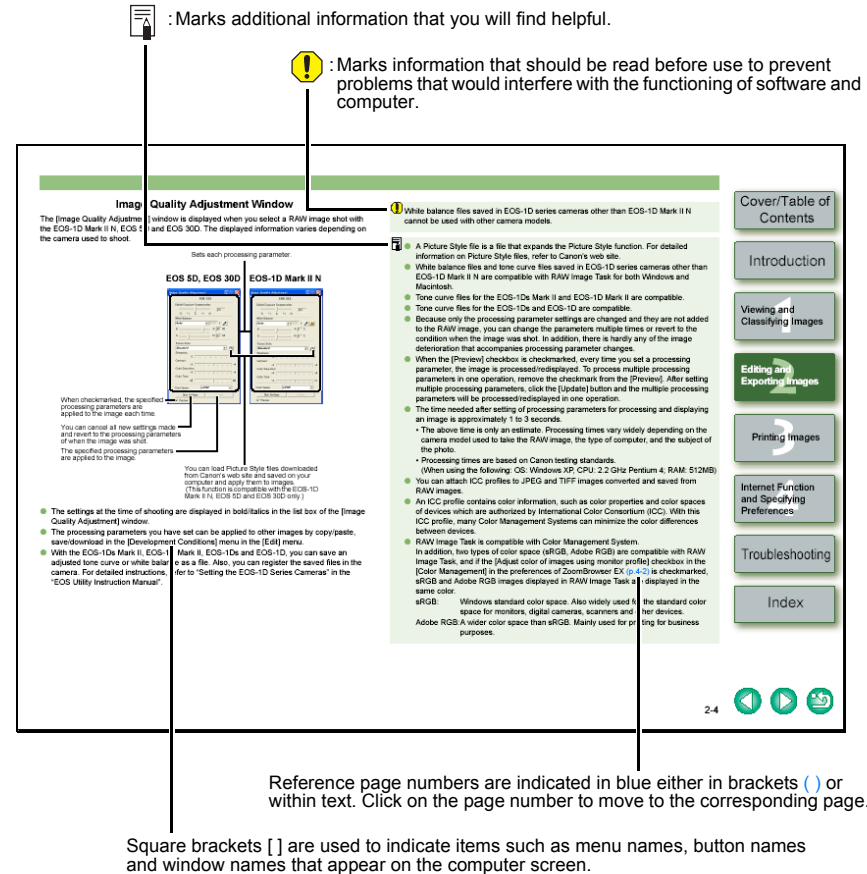 : Marks additional information that you will find helpful.
: Marks information that should be read before use to prevent
problems that would interfere with the functioning of software and
computer.
Image Quality Adjustment Window
The [Image Quality Adjustment] window is displayed when you select a RAW image shot with
the EOS-1D Mark II N, EOS 5D and EOS 30D. The displayed information varies depending on
the camera used to shoot.
Sets each processing parameter.
EOS 5D, EOS 30D EOS-1D Mark II N
When checkmarked, the specified
processing parameters are
applied to the image each time.
You can cancel all new settings made
and revert to the processing parameters
of when the image was shot.
The specified processing parameters
are applied to the image.
You can load Picture Style files downloaded
from Canon's web site and saved on your
computer and apply them to images.
(This function is compatible with the EOS-1D
Mark II N, EOS 5D and EOS 30D only.)
● The settings at the time of shooting are displayed in bold/italics in the list box of the [Image
Quality Adjustment] window.
● The processing parameters you have set can be applied to other images by copy/paste,
save/download in the [Development Conditions] menu in the [Edit] menu.
● With the EOS-1Ds Mark II, EOS-1D Mark II, EOS-1Ds and EOS-1D, you can save an
adjusted tone curve or white balance as a file. Also, you can register the saved files in the
camera. For detailed instructions, refer to "Setting the EOS-1D Series Cameras" in the
"EOS Utility Instruction Manual".
White balance files saved in EOS-1D series cameras other than EOS-1D Mark II N
cannot be used with other camera models.
● A Picture Style file is a file that expands the Picture Style function. For detailed
information on Picture Style files, refer to Canon's web site.
● White balance files and tone curve files saved in EOS-1D series cameras other than
EOS-1D Mark II N are compatible with RAW Image Task for both Windows and
Macintosh.
● Tone curve files for the EOS-1Ds Mark II and EOS-1D Mark II are compatible.
● Tone curve files for the EOS-1Ds and EOS-1D are compatible.
● Because only the processing parameter settings are changed and they are not added
to the RAW image, you can change the parameters multiple times or revert to the
condition when the image was shot. In addition, there is hardly any of the image
deterioration that accompanies processing parameter changes.
● When the [Preview] checkbox is checkmarked, every time you set a processing
parameter, the image is processed/redisplayed. To process multiple processing
parameters in one operation, remove the checkmark from the [Preview]. After setting
multiple processing parameters, click the [Update] button and the multiple processing
parameters will be processed/redisplayed in one operation.
● The time needed after setting of processing parameters for processing and displaying
an image is approximately 1 to 3 seconds.
• The above time is only an estimate. Processing times vary widely depending on the
camera model used to take the RAW image, the type of computer, and the subject of
the photo.
• Processing times are based on Canon testing standards.
(When using the following: OS: Windows XP, CPU: 2.2 GHz Pentium 4; RAM: 512MB)
● You can attach ICC profiles to JPEG and TIFF images converted and saved from
RAW images.
● An ICC profile contains color information, such as color properties and color spaces
of devices which are authorized by International Color Consortium (ICC). With this
ICC profile, many Color Management Systems can minimize the color differences
between devices.
● RAW Image Task is compatible with Color Management System.
In addition, two types of color space (sRGB, Adobe RGB) are compatible with RAW
Image Task, and if the [Adjust color of images using monitor profile] checkbox in the
[Color Management] in the preferences of ZoomBrowser EX (p.4-2) is checkmarked,
sRGB and Adobe RGB images displayed in RAW Image Task are displayed in the
same color.
sRGB: Windows standard color space. Also widely used for the standard color
space for monitors, digital cameras, scanners and other devices.
Adobe RGB: A wider color space than sRGB. Mainly used for printing for business
purposes.
2-4
Cover/Table of
Contents
Introduction
1
Viewing and
Classifying Images
2
Editing and
Exporting Images
3
Printing Images
4
Internet Function
and Specifying
Preferences
Troubleshooting
Index
Reference page numbers are indicated in blue either in brackets ( ) or
within text. Click on the page number to move to the corresponding page.
Square brackets [ ] are used to indicate items such as menu names, button names
and window names that appear on the computer screen.